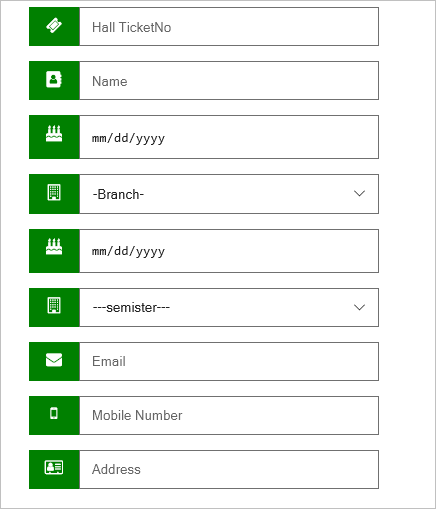 Hall TicketNo
Name
mm/dd/yyyy
-Branch-
mm/dd/yyyy
---semister---
Email
Mobile Number
Address